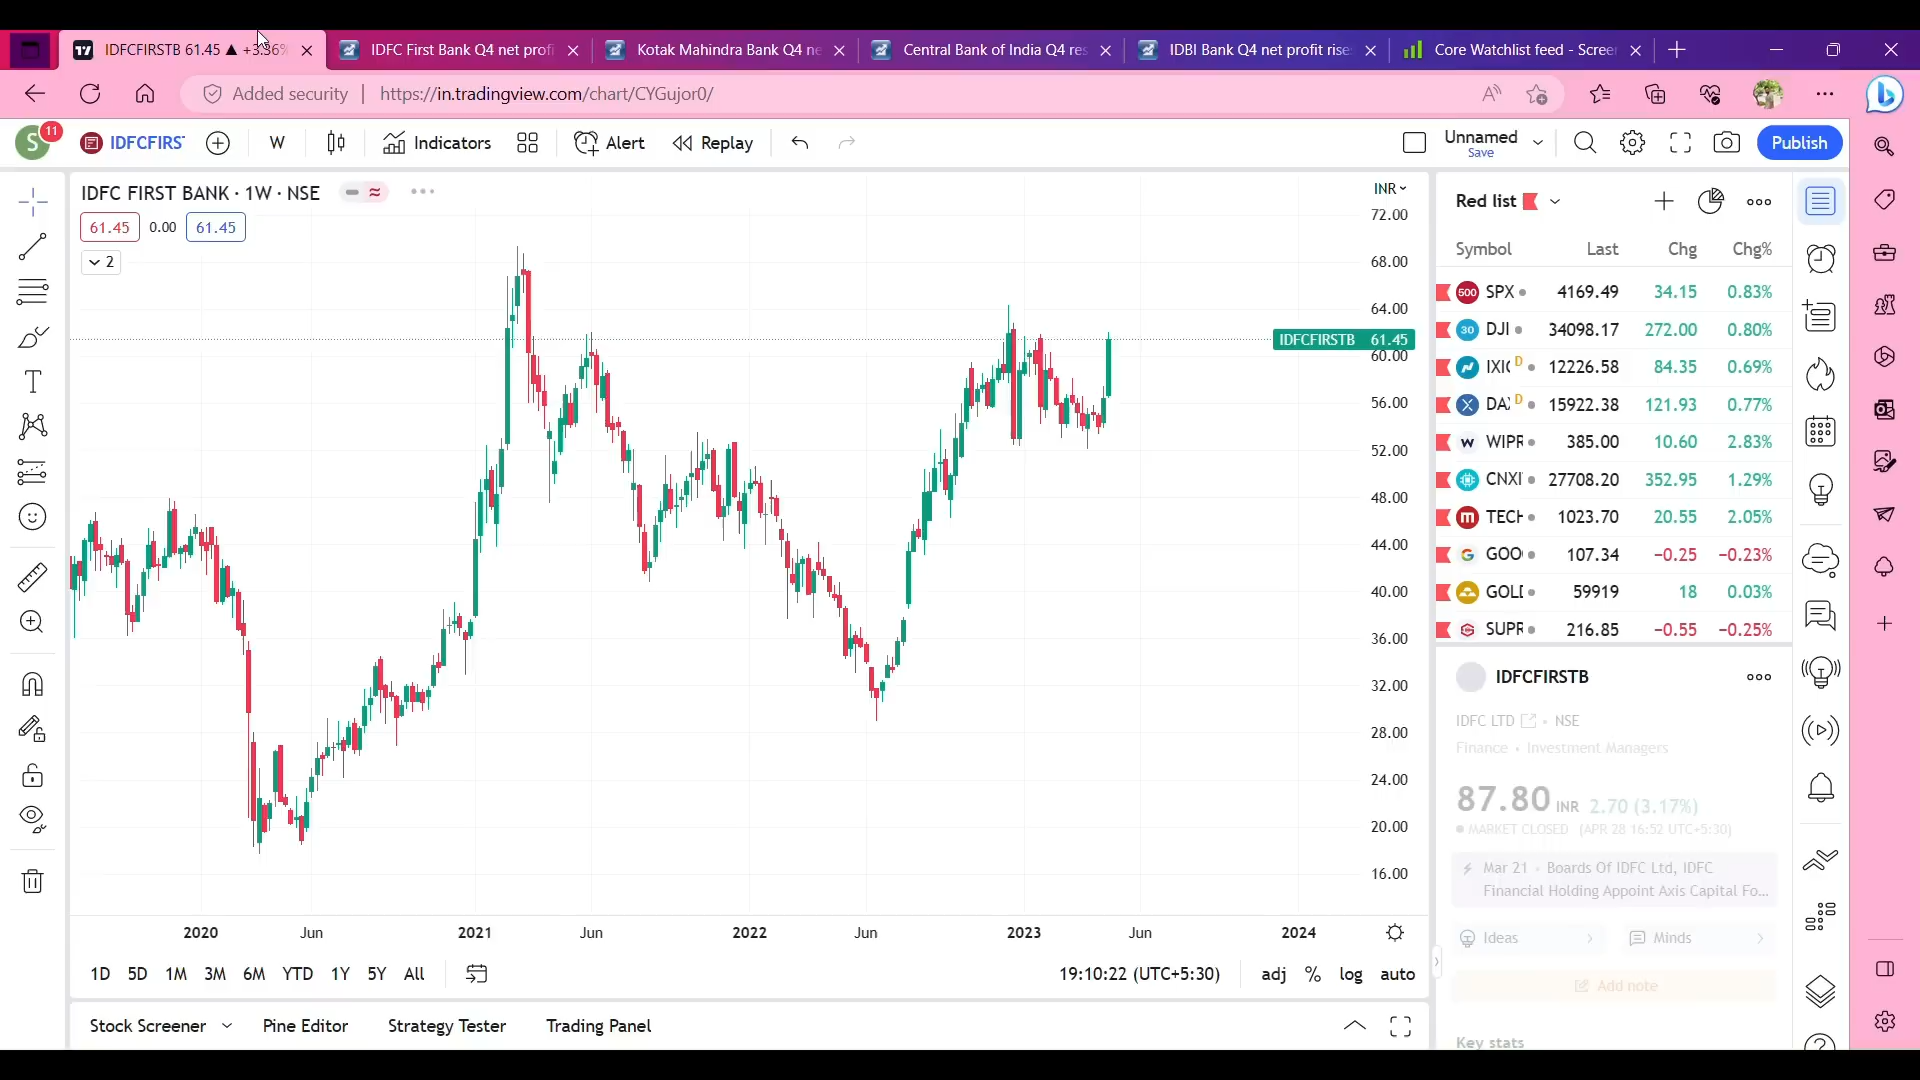 IDFCFIRSTB 61.45 ▲ +3.36%
IDFC First Bank Q4 net profi
Kotak Mahindra Bank Q4 ne
Central Bank of India Q4 res
IDBI Bank Q4 net profit rise
Core Watchlist feed - Screen
Added security
https://in.tradingview.com/chart/CYGujor0/
S
11
IDFCFIRST
W
Indicators
Alert
Replay
Unnamed
Save
Publish
IDFC FIRST BANK · 1W · NSE
61.45 0.00 61.45
2
INR
72.00
68.00
64.00
IDFCFIRSTB 61.45
60.00
56.00
52.00
48.00
44.00
40.00
36.00
32.00
28.00
24.00
20.00
16.00
2020 Jun 2021 Jun 2022 Jun 2023 Jun 2024
1D 5D 1M 3M 6M YTD 1Y 5Y All
19:10:22 (UTC+5:30) adj % log auto
Stock Screener Pine Editor Strategy Tester Trading Panel
Red list
Symbol Last Chg Chg%
500 SPX 4169.49 34.15 0.83%
30 DJI 34098.17 272.00 0.80%
IXIC D 12226.58 84.35 0.69%
DAX D 15922.38 121.93 0.77%
WIPR 385.00 10.60 2.83%
CNXI 27708.20 352.95 1.29%
TECH 1023.70 20.55 2.05%
GOO 107.34 −0.25 −0.23%
GOLD 59919 18 0.03%
SUPR 216.85 −0.55 −0.25%
IDFCFIRSTB
IDFC LTD • NSE
Finance • Investment Managers
87.80 INR 2.70 (3.17%)
MARKET CLOSED (APR 28 16:52 UTC+5:30)
Mar 21 · Boards Of IDFC Ltd, IDFC
Financial Holding Appoint Axis Capital Fo...
Ideas
Minds
Add note
Key stats